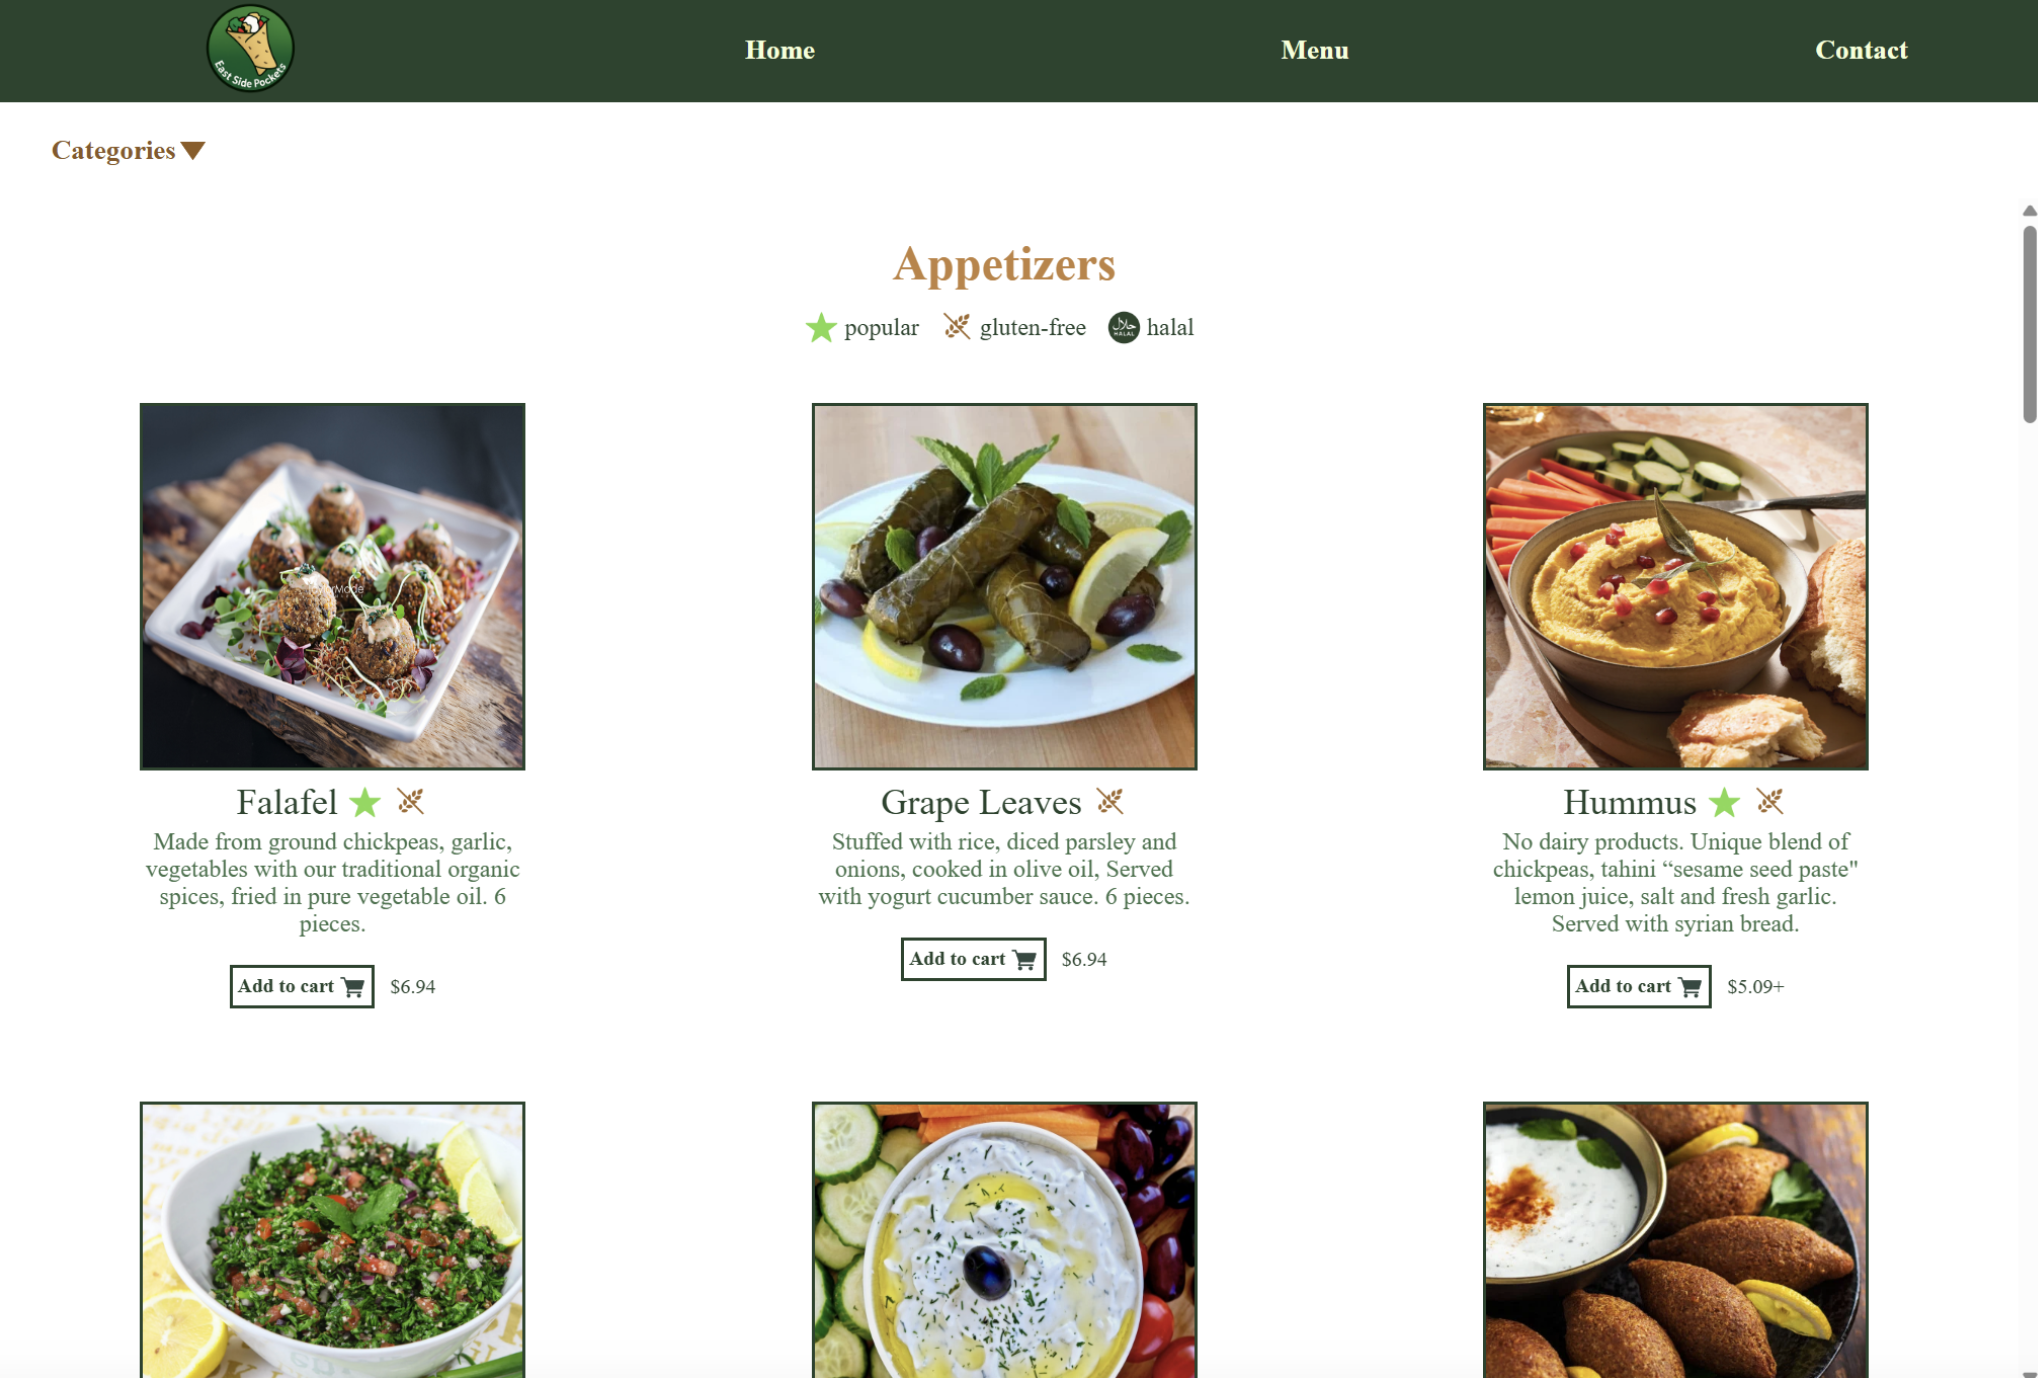 East Side Pockets
Home
Menu
Contact
Categories
Appetizers
popular
gluten-free
حلال
HALAL
halal
Falafel
Made from ground chickpeas, garlic,
vegetables with our traditional organic
spices, fried in pure vegetable oil. 6
pieces.
Add to cart
$6.94
Grape Leaves
Stuffed with rice, diced parsley and
onions, cooked in olive oil, Served
with yogurt cucumber sauce. 6 pieces.
Add to cart
$6.94
Hummus
No dairy products. Unique blend of
chickpeas, tahini “sesame seed paste"
lemon juice, salt and fresh garlic.
Served with syrian bread.
Add to cart
$5.09+